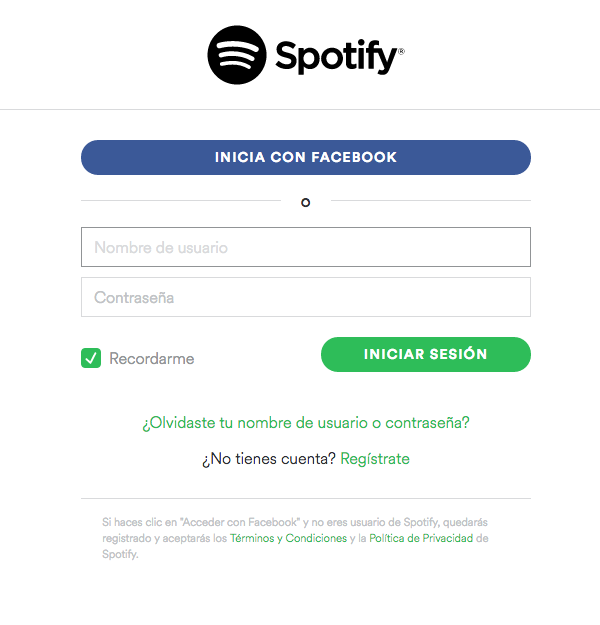 Spotify®
INICIA CON FACEBOOK
o
Nombre de usuario
Contraseña
Recordarme
INICIAR SESIÓN
¿Olvidaste tu nombre de usuario o contraseña?
¿No tienes cuenta? Regístrate
Si haces clic en "Acceder con Facebook" y no eres usuario de Spotify, quedarás
registrado y aceptarás los Términos y Condiciones y la Política de Privacidad de
Spotify.